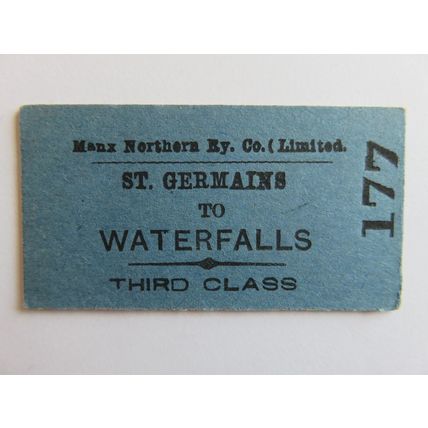 Manx Northern Ry. Co.(Limited.
ST. GERMAINS
TO
WATERFALLS
THIRD CLASS
177